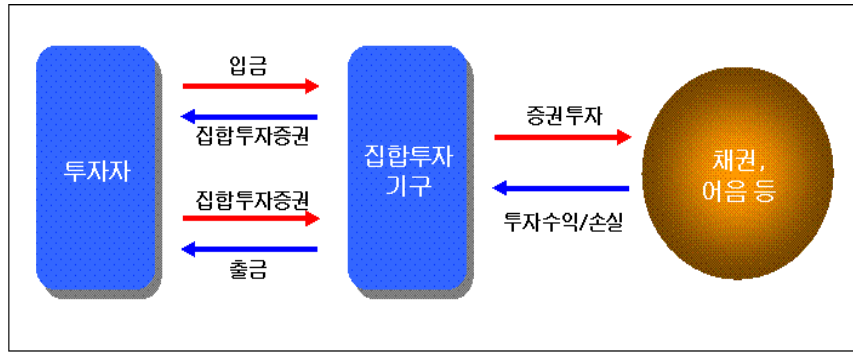 입금
집합투자증권
투자자
집합투자증권
출금
집합투자
기구
증권투자
투자수익/손실
채권,
어음 등